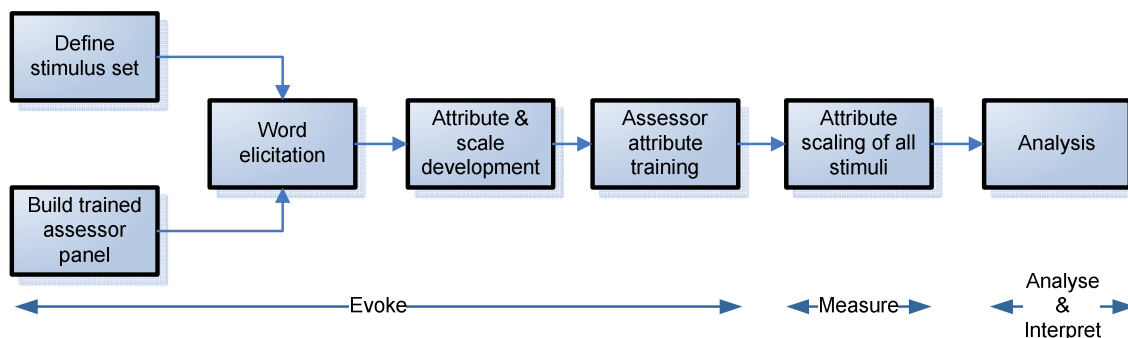 Define
stimulus set
Build trained
assessor
panel
Word
elicitation
Attribute &
scale
development
Assessor
attribute
training
Attribute
scaling of all
stimuli
Analysis
Evoke
Measure
Analyse
&
Interpret